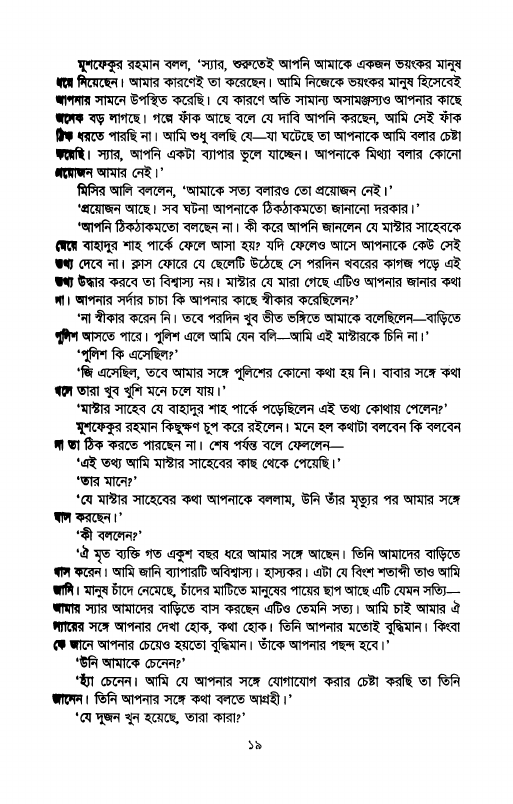 মুশফেকুর রহমান বলল, ‘স্যার, শুরুতেই আপনি আমাকে একজন ভয়ংকর মানুষ
ধরে নিয়েছেন। আমার কারণেই তা করেছেন। আমি নিজেকে ভয়ংকর মানুষ হিসেবেই
আপনার সামনে উপস্থিত করেছি। যে কারণে অতি সামান্য অসামঞ্জস্যও আপনার কাছে
অনেক বড় লাগছে। গল্পে ফাঁক আছে বলে যে দাবি আপনি করছেন, আমি সেই ফাঁক
ঠিক ধরতে পারছি না। আমি শুধু বলছি যে—যা ঘটেছে তা আপনাকে আমি বলার চেষ্টা
করেছি। স্যার, আপনি একটা ব্যাপার ভুলে যাচ্ছেন। আপনাকে মিথ্যা বলার কোনো
প্রয়োজন আমার নেই।’
মিসির আলি বললেন, ‘আমাকে সত্য বলারও তো প্রয়োজন নেই।’
‘প্রয়োজন আছে। সব ঘটনা আপনাকে ঠিকঠাকমতো জানানো দরকার।’
‘আপনি ঠিকঠাকমতো বলছেন না। কী করে আপনি জানলেন যে মাস্টার সাহেবকে
মেরে বাহাদুর শাহ পার্কে ফেলে আসা হয়? যদি ফেলেও আসে আপনাকে কেউ সেই
তথ্য দেবে না। ক্লাস ফোরে যে ছেলেটি উঠেছে সে পরদিন খবরের কাগজ পড়ে এই
তথ্য উদ্ধার করবে তা বিশ্বাস্য নয়। মাস্টার যে মারা গেছে এটিও আপনার জানার কথা
না। আপনার সর্দার চাচা কি আপনার কাছে স্বীকার করেছিলেন?’
‘না স্বীকার করেন নি। তবে পরদিন খুব ভীত ভঙ্গিতে আমাকে বলেছিলেন—বাড়িতে
পুলিশ আসতে পারে। পুলিশ এলে আমি যেন বলি—আমি এই মাস্টারকে চিনি না।’
‘পুলিশ কি এসেছিল?’
‘জি এসেছিল, তবে আমার সঙ্গে পুলিশের কোনো কথা হয় নি। বাবার সঙ্গে কথা
বলে তারা খুব খুশি মনে চলে যায়।’
‘মাস্টার সাহেব যে বাহাদুর শাহ পার্কে পড়েছিলেন এই তথ্য কোথায় পেলেন?’
মুশফেকুর রহমান কিছুক্ষণ চুপ করে রইলেন। মনে হল কথাটা বলবেন কি বলবেন
না তা ঠিক করতে পারছেন না। শেষ পর্যন্ত বলে ফেললেন—
‘এই তথ্য আমি মাস্টার সাহেবের কাছ থেকে পেয়েছি।’
‘তার মানে?’
‘যে মাস্টার সাহেবের কথা আপনাকে বললাম, উনি তাঁর মৃত্যুর পর আমার সঙ্গে
বাস করছেন।’
‘কী বললেন?’
‘ঐ মৃত ব্যক্তি গত একুশ বছর ধরে আমার সঙ্গে আছেন। তিনি আমাদের বাড়িতে
বাস করেন। আমি জানি ব্যাপারটি অবিশ্বাস্য। হাস্যকর। এটা যে বিংশ শতাব্দী তাও আমি
জানি। মানুষ চাঁদে নেমেছে, চাঁদের মাটিতে মানুষের পায়ের ছাপ আছে এটি যেমন সত্যি—
আমার স্যার আমাদের বাড়িতে বাস করছেন এটিও তেমনি সত্য। আমি চাই আমার ঐ
স্যারের সঙ্গে আপনার দেখা হোক, কথা হোক। তিনি আপনার মতোই বুদ্ধিমান। কিংবা
কে জানে আপনার চেয়েও হয়তো বুদ্ধিমান। তাঁকে আপনার পছন্দ হবে।’
‘উনি আমাকে চেনেন?’
‘হ্যাঁ চেনেন। আমি যে আপনার সঙ্গে যোগাযোগ করার চেষ্টা করছি তা তিনি
জানেন। তিনি আপনার সঙ্গে কথা বলতে আগ্রহী।’
‘যে দুজন খুন হয়েছে, তারা কারা?’
১৯